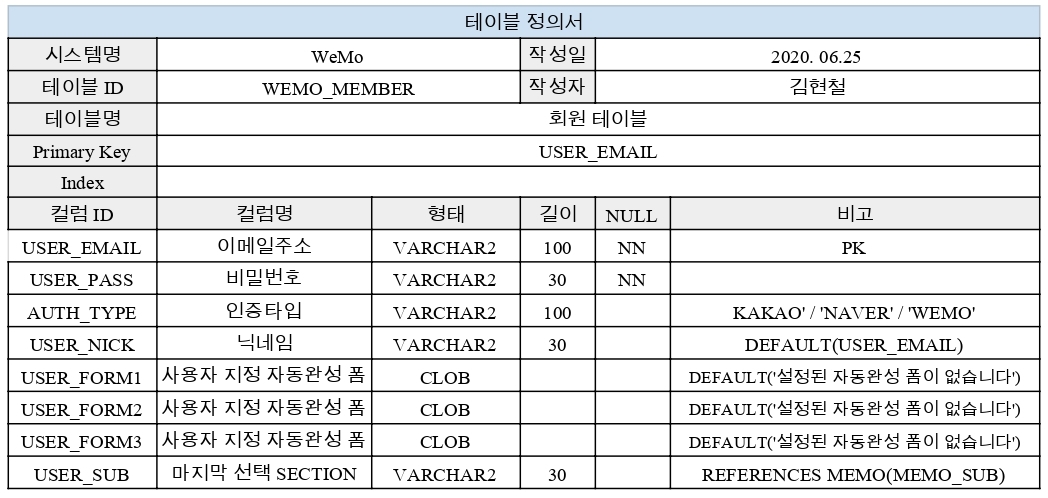 테이블 정의서
시스템명 WeMo 작성일 2020. 06.25
테이블 ID WEMO_MEMBER 작성자 김현철
테이블명 회원 테이블
Primary Key USER_EMAIL
Index
컬럼 ID 컬럼명 형태 길이 NULL 비고
USER_EMAIL 이메일주소 VARCHAR2 100 NN PK
USER_PASS 비밀번호 VARCHAR2 30 NN
AUTH_TYPE 인증타입 VARCHAR2 100 KAKAO' / 'NAVER' / 'WEMO'
USER_NICK 닉네임 VARCHAR2 30 DEFAULT(USER_EMAIL)
USER_FORM1 사용자 지정 자동완성 폼 CLOB DEFAULT('설정된 자동완성 폼이 없습니다')
USER_FORM2 사용자 지정 자동완성 폼 CLOB DEFAULT('설정된 자동완성 폼이 없습니다')
USER_FORM3 사용자 지정 자동완성 폼 CLOB DEFAULT('설정된 자동완성 폼이 없습니다')
USER_SUB 마지막 선택 SECTION VARCHAR2 30 REFERENCES MEMO(MEMO_SUB)